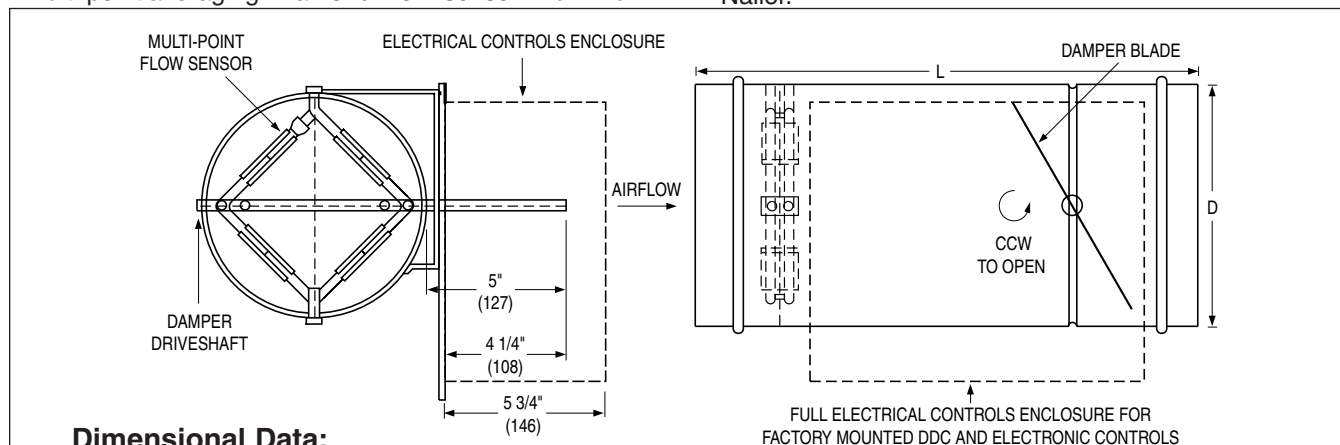 Nailor.
MULTI-POINT
FLOW SENSOR
ELECTRICAL CONTROLS ENCLOSURE
L
DAMPER BLADE
AIRFLOW
D
CCW
TO OPEN
5"
(127)
DAMPER
DRIVESHAFT
4 1/4"
(108)
5 3/4"
(146)
FULL ELECTRICAL CONTROLS ENCLOSURE FOR
FACTORY MOUNTED DDC AND ELECTRONIC CONTROLS
Dimensional Data: